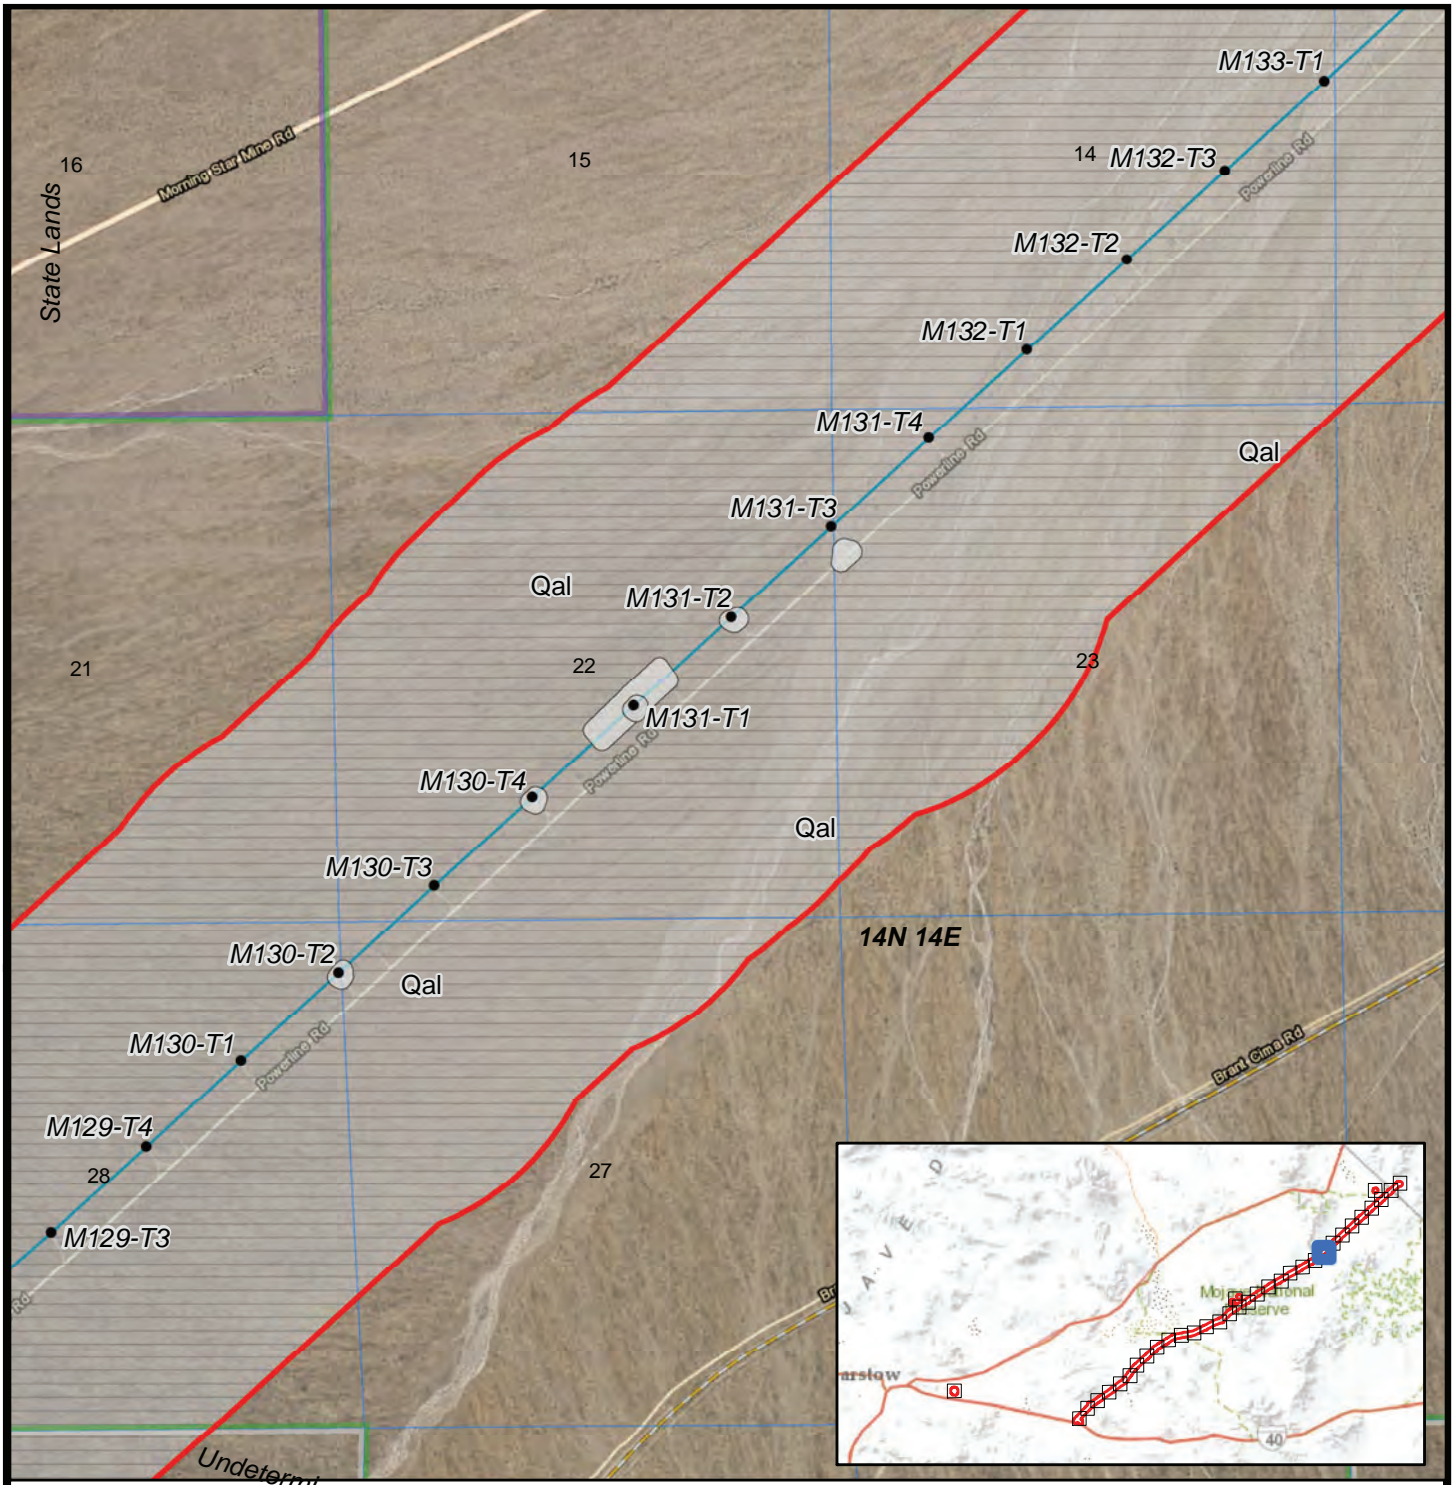 M133-T1
Morning Star Mine Rd
16
15
14
M132-T3
Powerline Rd
State Lands
M132-T2
M132-T1
M131-T4
Qal
Powerline Rd
M131-T3
Qal
M131-T2
21
22
23
M131-T1
Powerline Rd
M130-T4
Qal
M130-T3
14N 14E
M130-T2
Qal
M130-T1
Powerline Rd
Brant Cima Rd
M129-T4
28
27
M129-T3
Rd
Undetermi
J A V E D
arstow
40